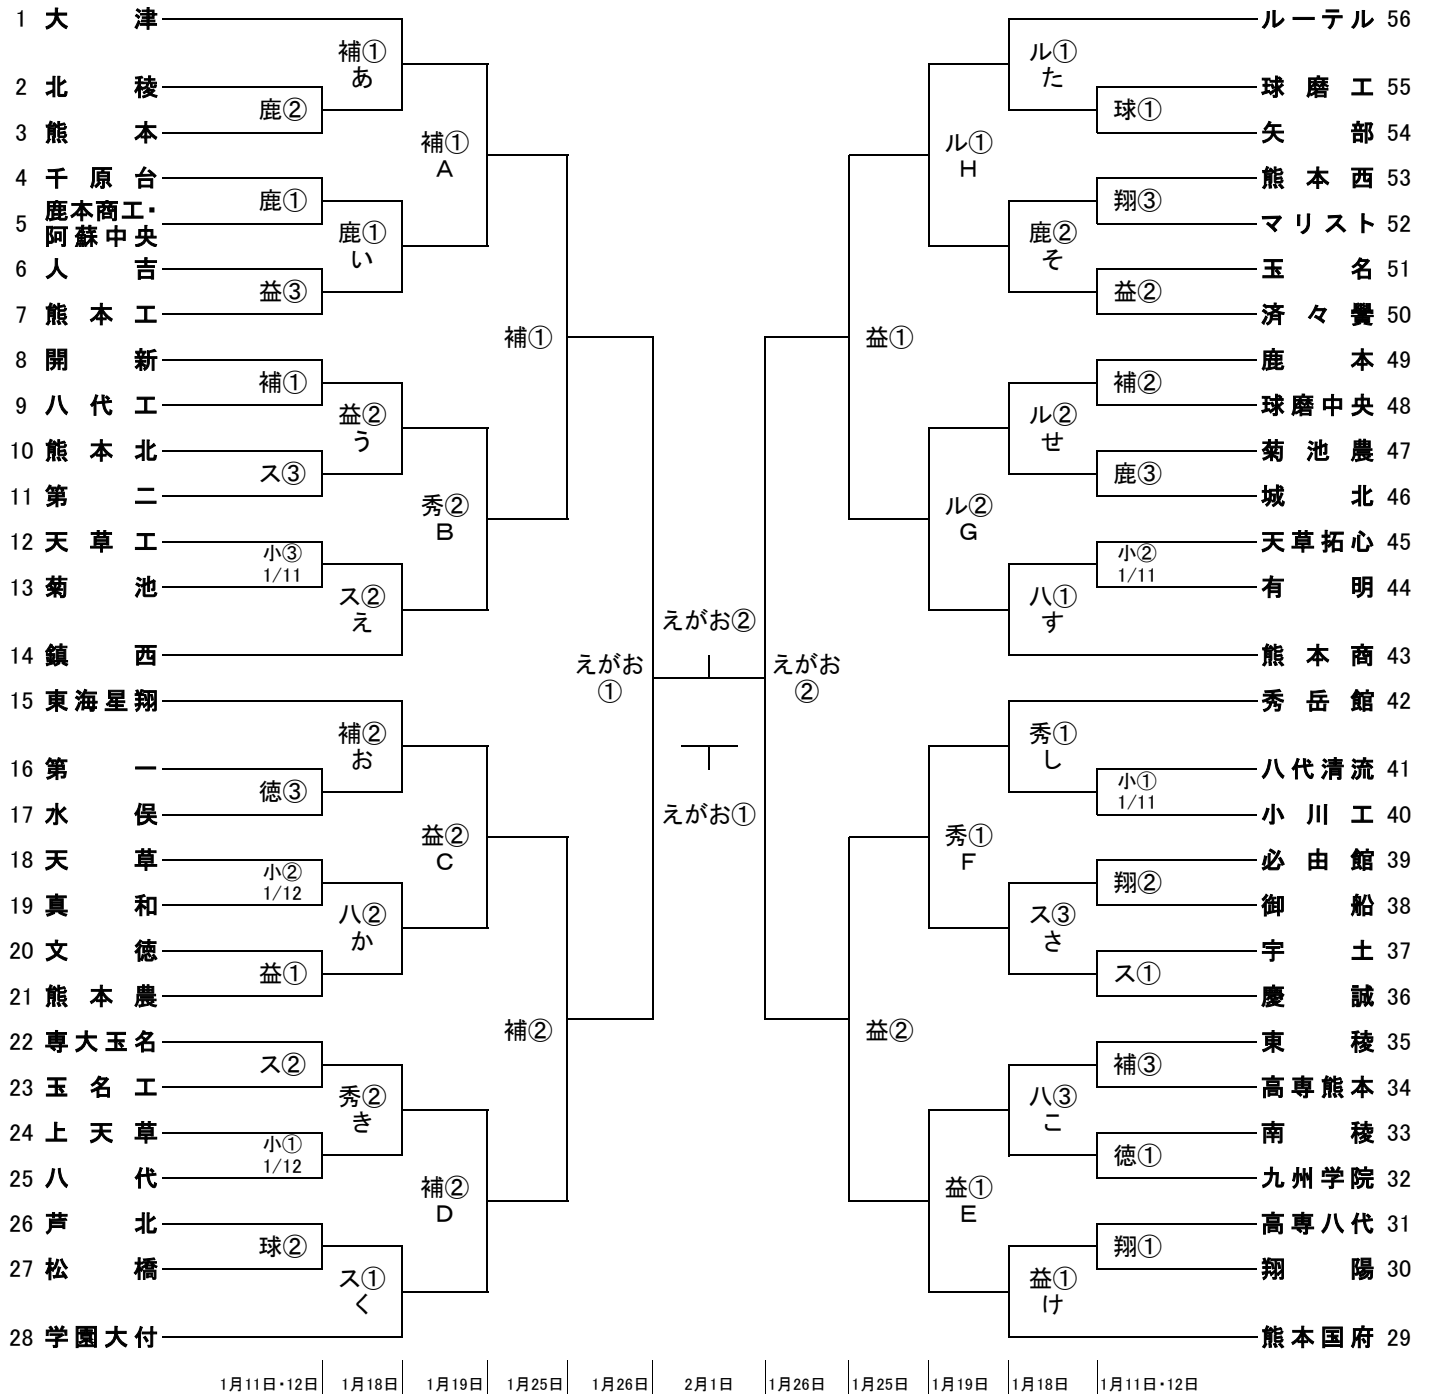 1 大津
2 北稜
3 熊本
4 千原台
5 鹿本商工・
阿蘇中央
6 人吉
7 熊本工
8 開新
9 八代工
10 熊本北
11 第二
12 天草工
13 菊池
14 鎮西
15 東海星翔
16 第一
17 水俣
18 天草
19 真和
20 文徳
21 熊本農
22 専大玉名
23 玉名工
24 上天草
25 八代
26 芦北
27 松橋
28 学園大付
鹿②
鹿①
益③
補①
ス③
小③
1/11
徳③
小②
1/12
益①
ス②
小①
1/12
球②
補①
あ
鹿①
い
益②
う
ス②
え
補②
お
八②
か
秀②
き
ス①
く
補①
A
秀②
B
益②
C
補②
D
補①
補②
えがお
①
えがお②
えがお①
えがお
②
益①
益②
ル①
H
ル②
G
秀①
F
益①
E
ル①
た
鹿②
そ
ル②
せ
八①
す
秀①
し
ス③
さ
八③
こ
益①
け
球①
翔③
益②
補②
鹿③
小②
1/11
小①
1/11
翔②
ス①
補③
徳①
翔①
ルーテル 56
球磨工 55
矢部 54
熊本西 53
マリスト 52
玉名 51
済々黌 50
鹿本 49
球磨中央 48
菊池農 47
城北 46
天草拓心 45
有明 44
熊本商 43
秀岳館 42
八代清流 41
小川工 40
必由館 39
御船 38
宇土 37
慶誠 36
東稜 35
高専熊本 34
南稜 33
九州学院 32
高専八代 31
翔陽 30
熊本国府 29
1月11日・12日 1月18日 1月19日 1月25日 1月26日 2月1日 1月26日 1月25日 1月19日 1月18日 1月11日・12日